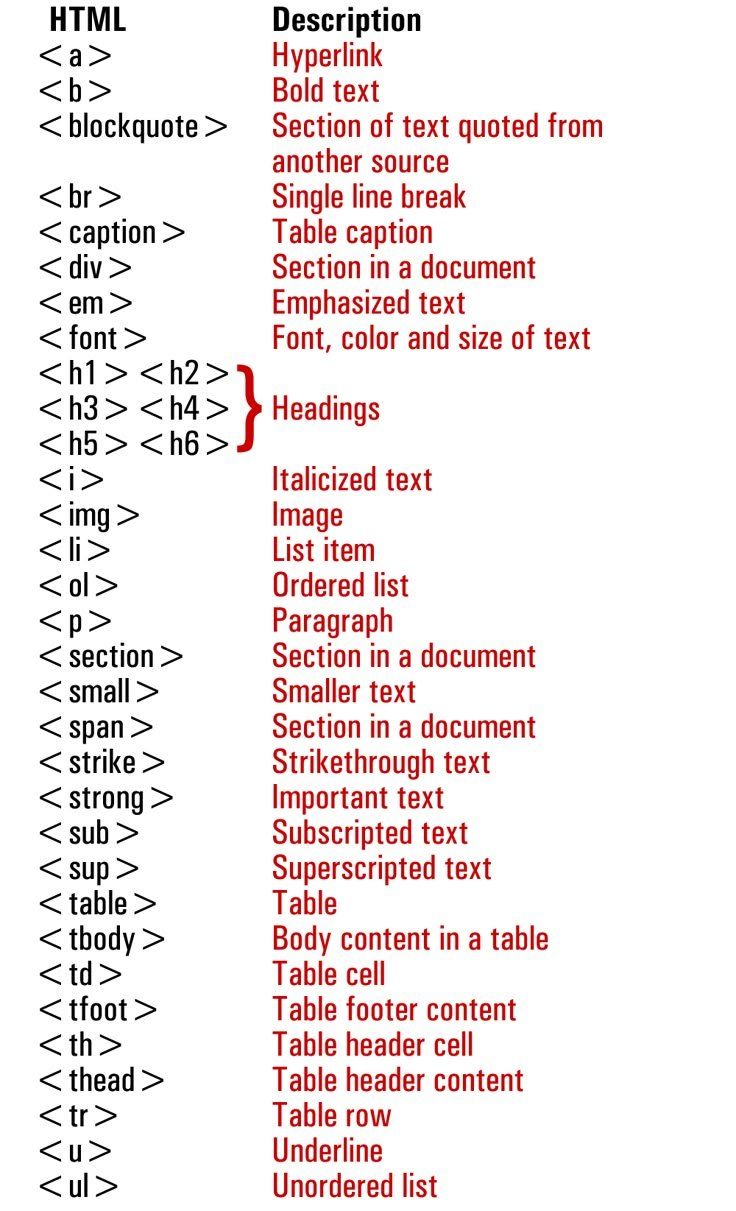 HTML Description
< a > Hyperlink
< b > Bold text
< blockquote > Section of text quoted from
another source
< br > Single line break
< caption > Table caption
< div > Section in a document
< em > Emphasized text
< font > Font, color and size of text
< h1 > < h2 >
< h3 > < h4 > } Headings
< h5 > < h6 >
< i > Italicized text
< img > Image
< li > List item
< ol > Ordered list
< p > Paragraph
< section > Section in a document
< small > Smaller text
< span > Section in a document
< strike > Strikethrough text
< strong > Important text
< sub > Subscripted text
< sup > Superscripted text
< table > Table
< tbody > Body content in a table
< td > Table cell
< tfoot > Table footer content
< th > Table header cell
< thead > Table header content
< tr > Table row
< u > Underline
< ul > Unordered list